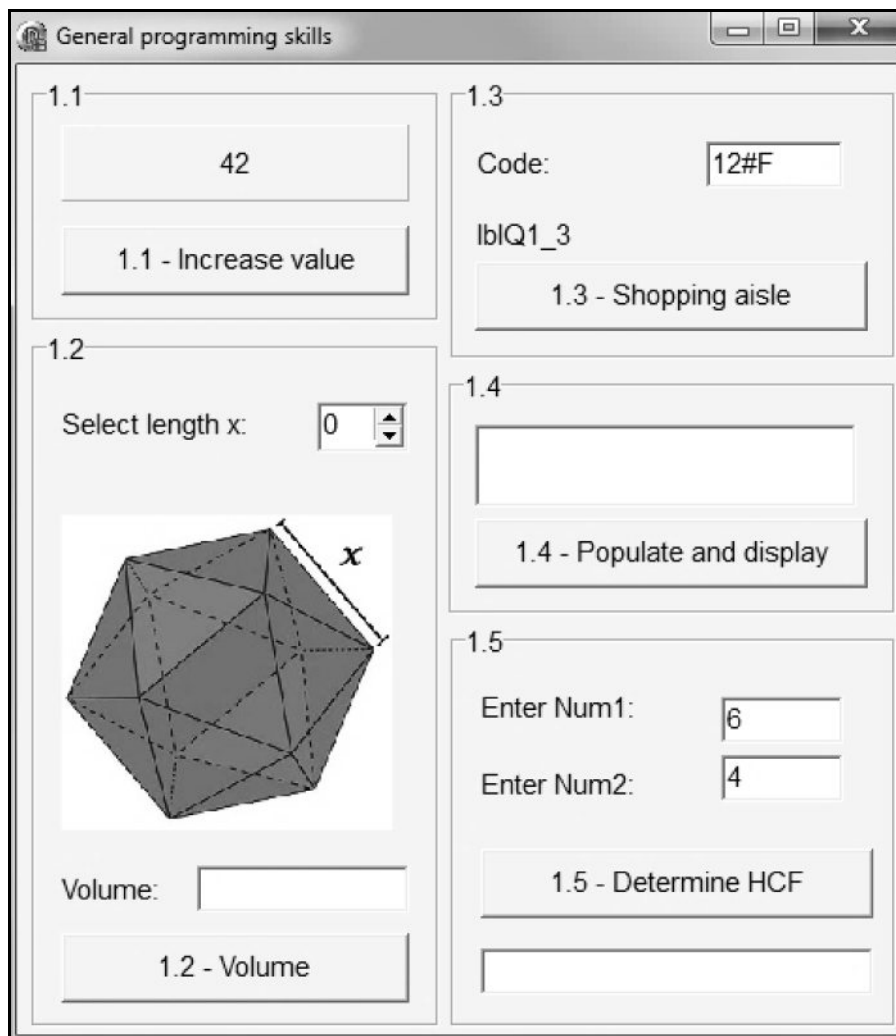 General programming skills
1.1
42
1.1 - Increase value
1.2
Select length x:
0
x
Volume:
1.2 - Volume
1.3
Code:
12#F
lblQ1_3
1.3 - Shopping aisle
1.4
1.4 - Populate and display
1.5
Enter Num1:
6
Enter Num2:
4
1.5 - Determine HCF